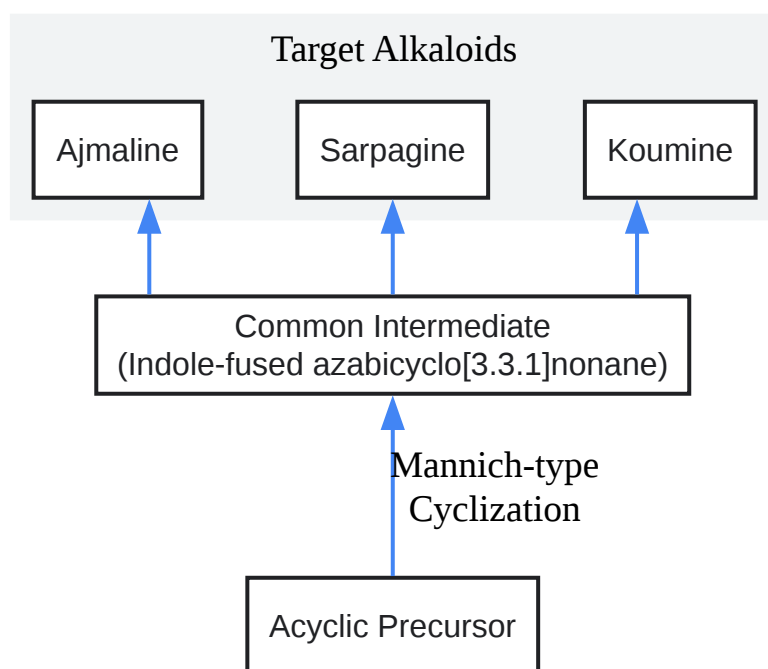 Target Alkaloids
Ajmaline
Sarpagine
Koumine
Common Intermediate
(Indole-fused azabicyclo[3.3.1]nonane)
Mannich-type
Cyclization
Acyclic Precursor